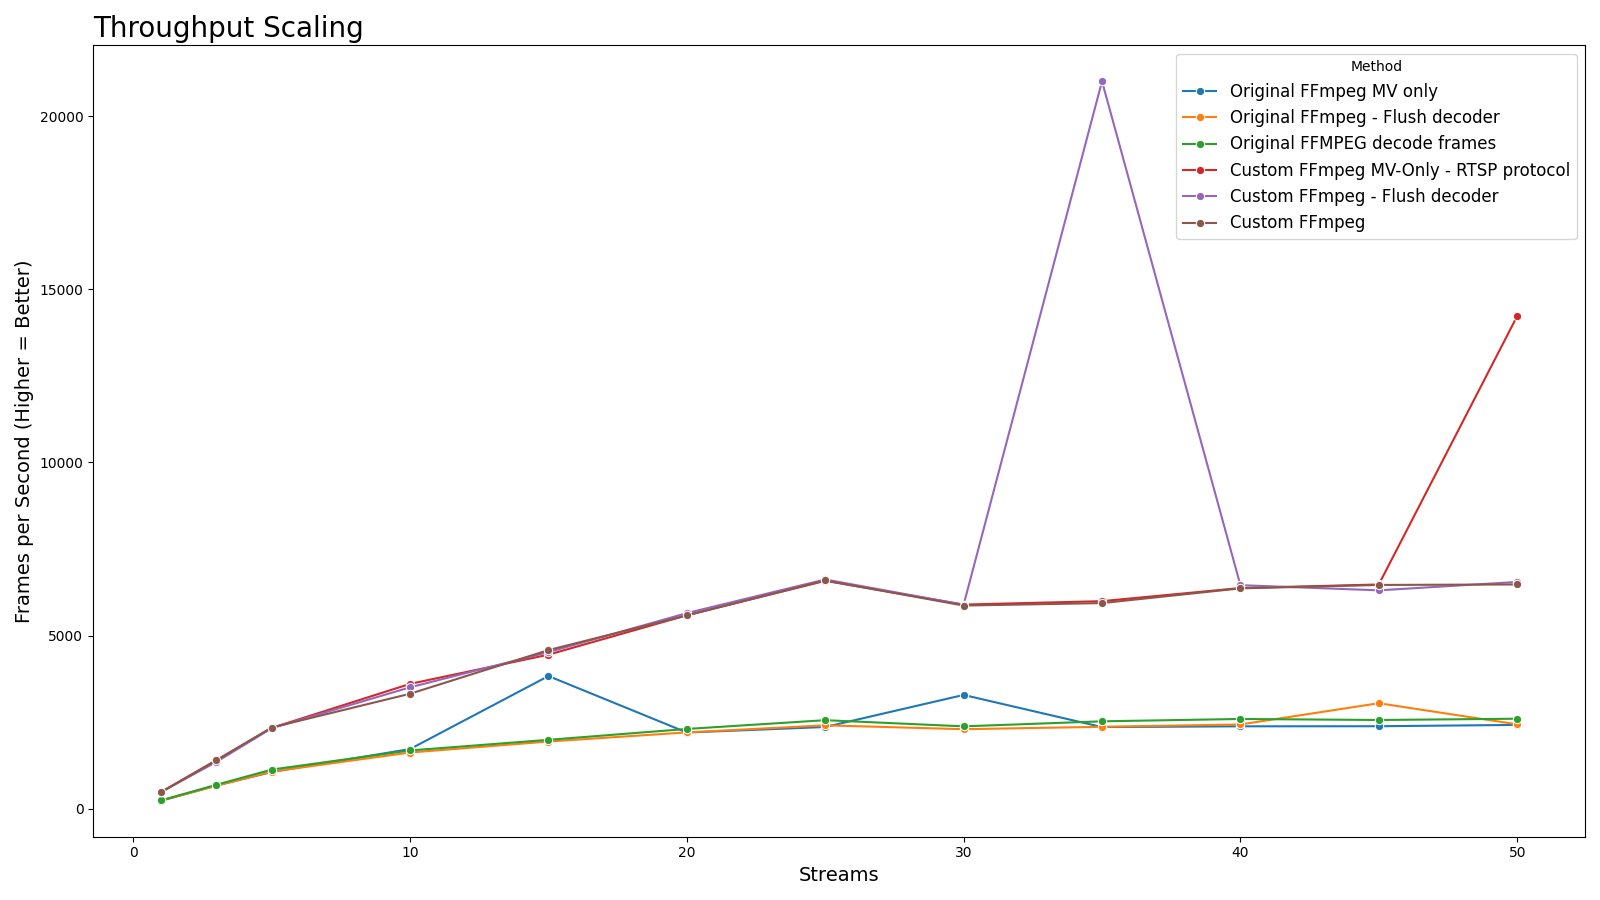 Throughput Scaling
Frames per Second (Higher = Better)
20000
15000
10000
5000
0
0
10
20
30
40
50
Streams
Method
Original FFmpeg MV only
Original FFmpeg - Flush decoder
Original FFMPEG decode frames
Custom FFmpeg MV-Only - RTSP protocol
Custom FFmpeg - Flush decoder
Custom FFmpeg